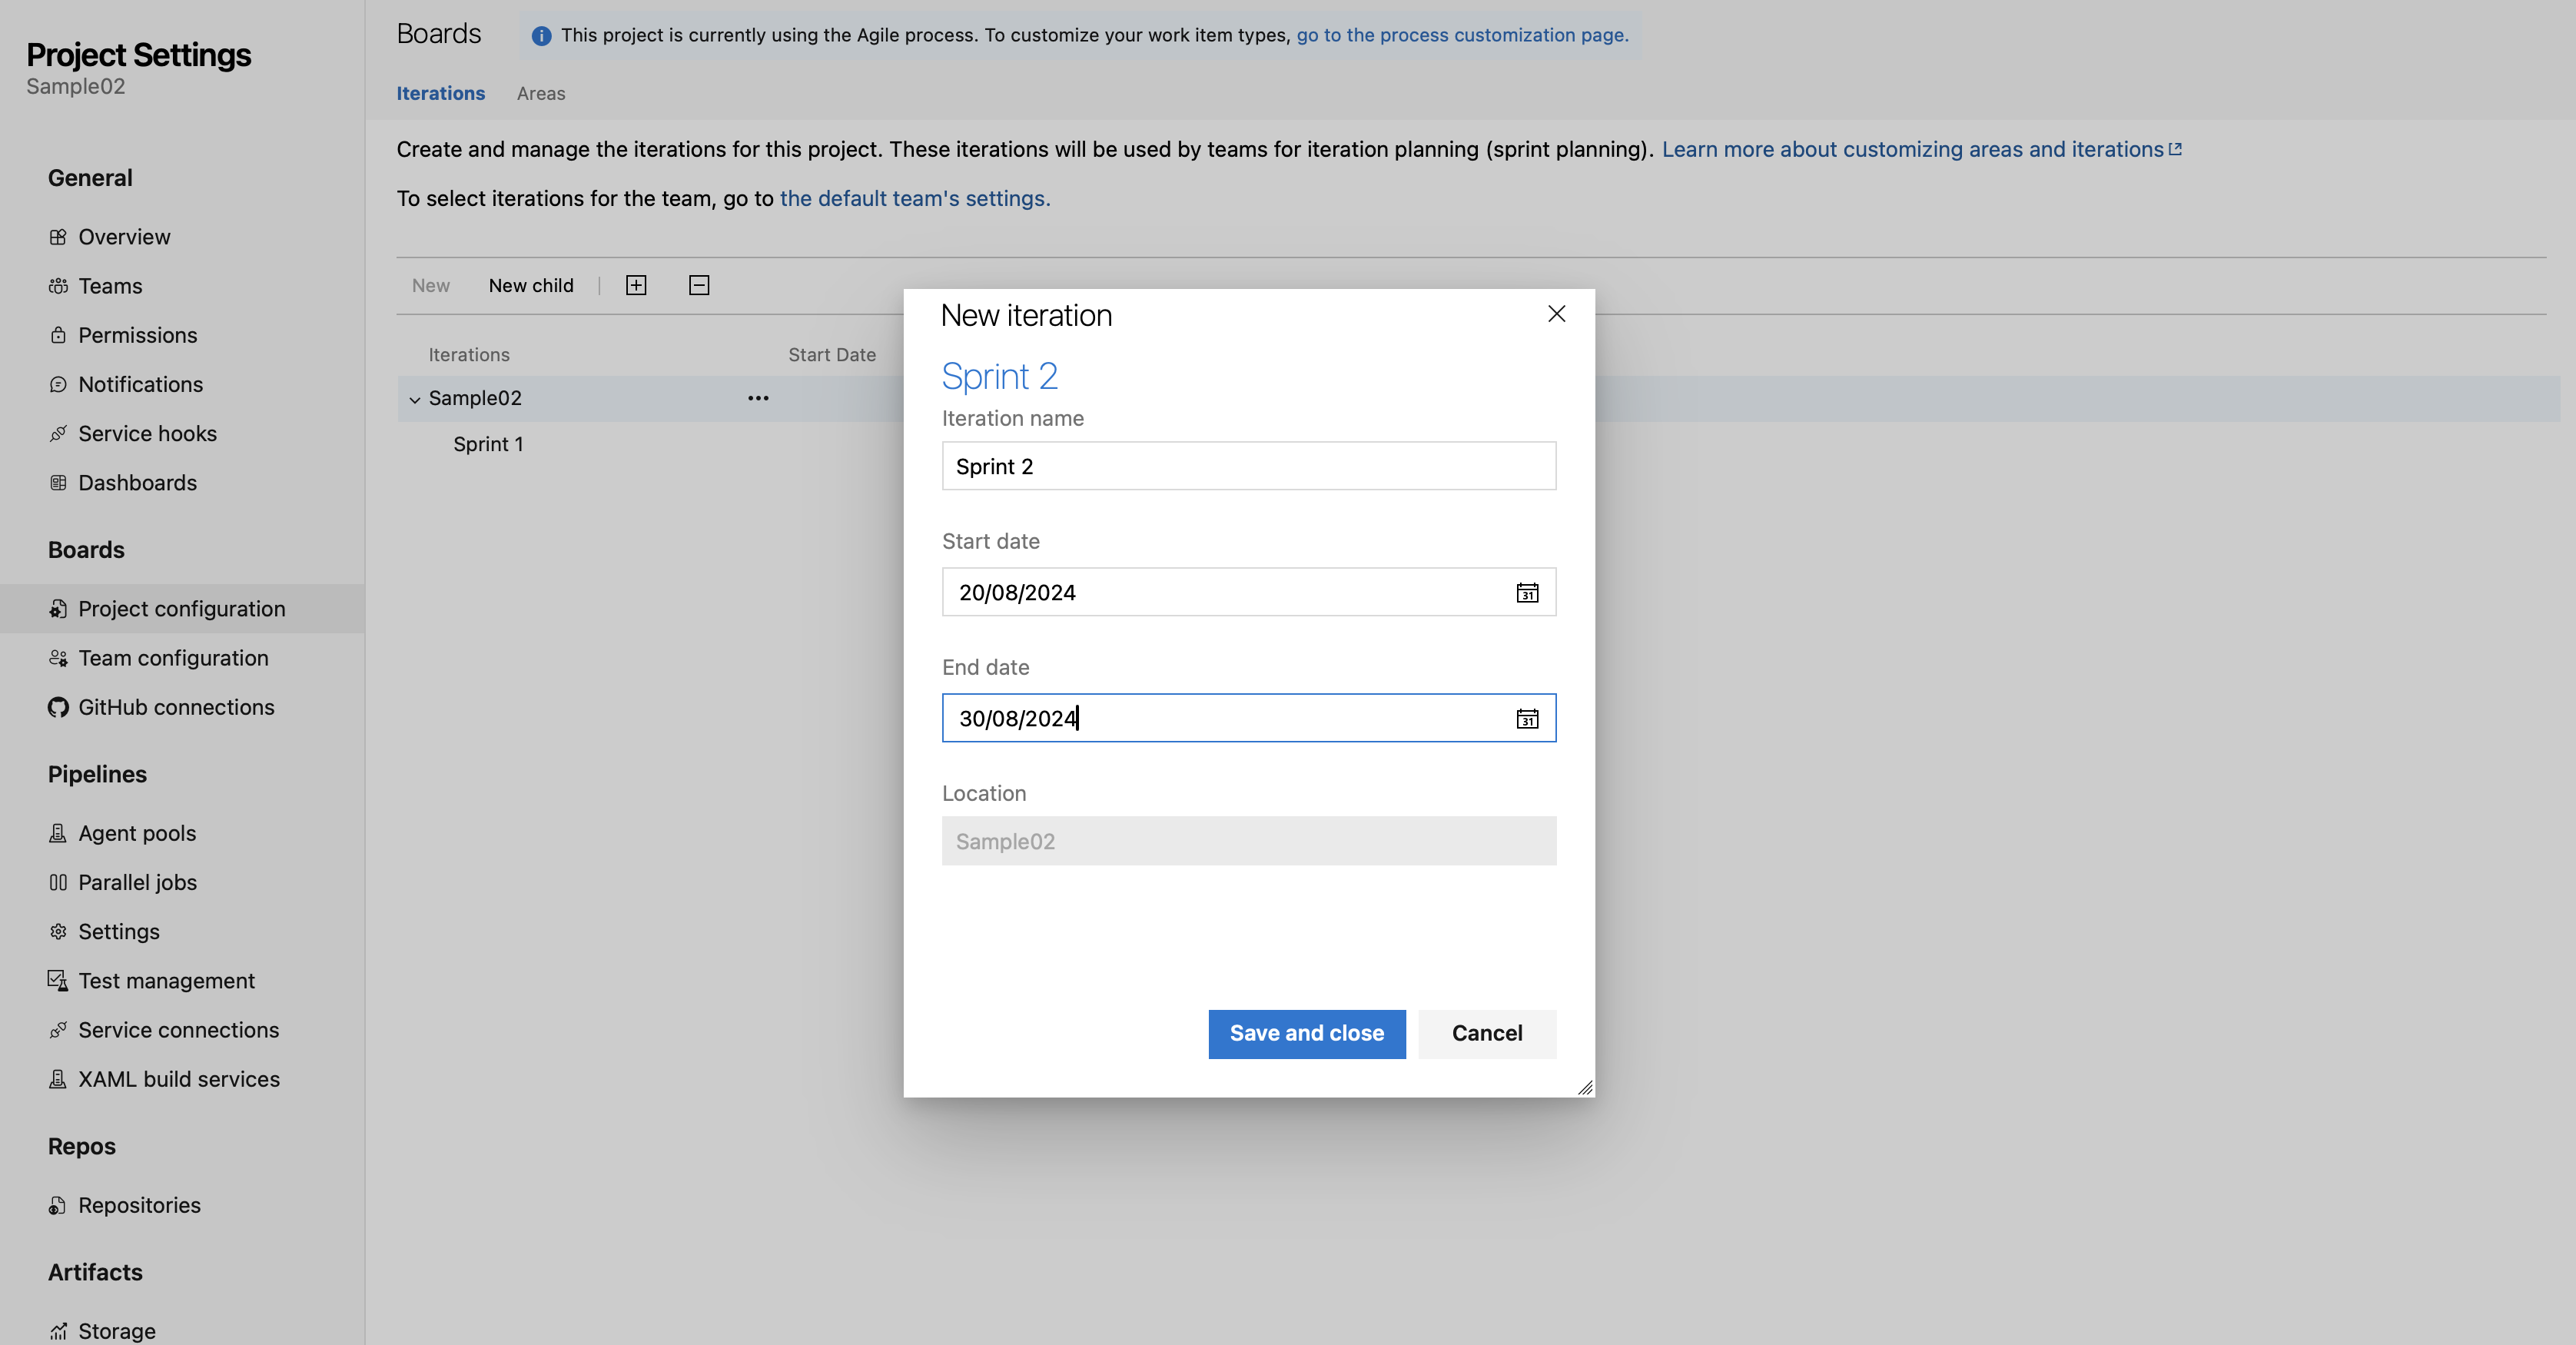 Project Settings
Sample02
General
Overview
Teams
Permissions
Notifications
Service hooks
Dashboards
Boards
Project configuration
Team configuration
GitHub connections
Pipelines
Agent pools
Parallel jobs
Settings
Test management
Service connections
XAML build services
Repos
Repositories
Artifacts
Storage
Boards
This project is currently using the Agile process. To customize your work item types, go to the process customization page.
Iterations Areas
Create and manage the iterations for this project. These iterations will be used by teams for iteration planning (sprint planning). Learn more about customizing areas and iterations
To select iterations for the team, go to the default team's settings.
New New child
Iterations Start Date
Sample02
Sprint 1
New iteration
Sprint 2
Iteration name
Sprint 2
Start date
20/08/2024
31
End date
30/08/2024
31
Location
Sample02
Save and close Cancel